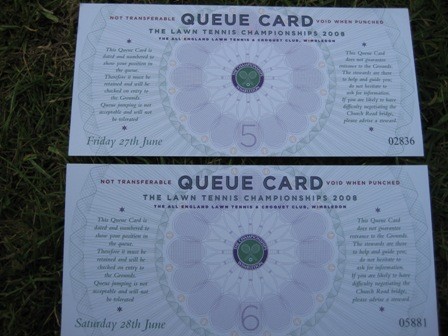 NOT TRANSFERABLE QUEUE CARD VOID WHEN PUNCHED
THE LAWN TENNIS CHAMPIONSHIPS 2008
THE ALL ENGLAND LAWN TENNIS & CROQUET CLUB, WIMBLEDON
This Queue Card is
dated and numbered to
show your position in
the queue.
Therefore it must be
retained and will be
checked on entry to
the Grounds.
Queue jumping is not
acceptable and will not
be tolerated
This Queue Card
does not guarantee
entrance to the Grounds.
The stewards are there
to help and guide you;
do not hesitate to
ask for information.
If you are likely to have
difficulty negotiating the
Church Road bridge,
please advise a steward.
5
Friday 27th June
02836
NOT TRANSFERABLE QUEUE CARD VOID WHEN PUNCHED
THE LAWN TENNIS CHAMPIONSHIPS 2008
THE ALL ENGLAND LAWN TENNIS & CROQUET CLUB, WIMBLEDON
This Queue Card is
dated and numbered to
show your position in
the queue.
Therefore it must be
retained and will be
checked on entry to
the Grounds.
Queue jumping is not
acceptable and will not
be tolerated
This Queue Card
does not guarantee
entrance to the Grounds.
The stewards are there
to help and guide you;
do not hesitate to
ask for information.
If you are likely to have
difficulty negotiating the
Church Road bridge,
please advise a steward.
6
Saturday 28th June
05881